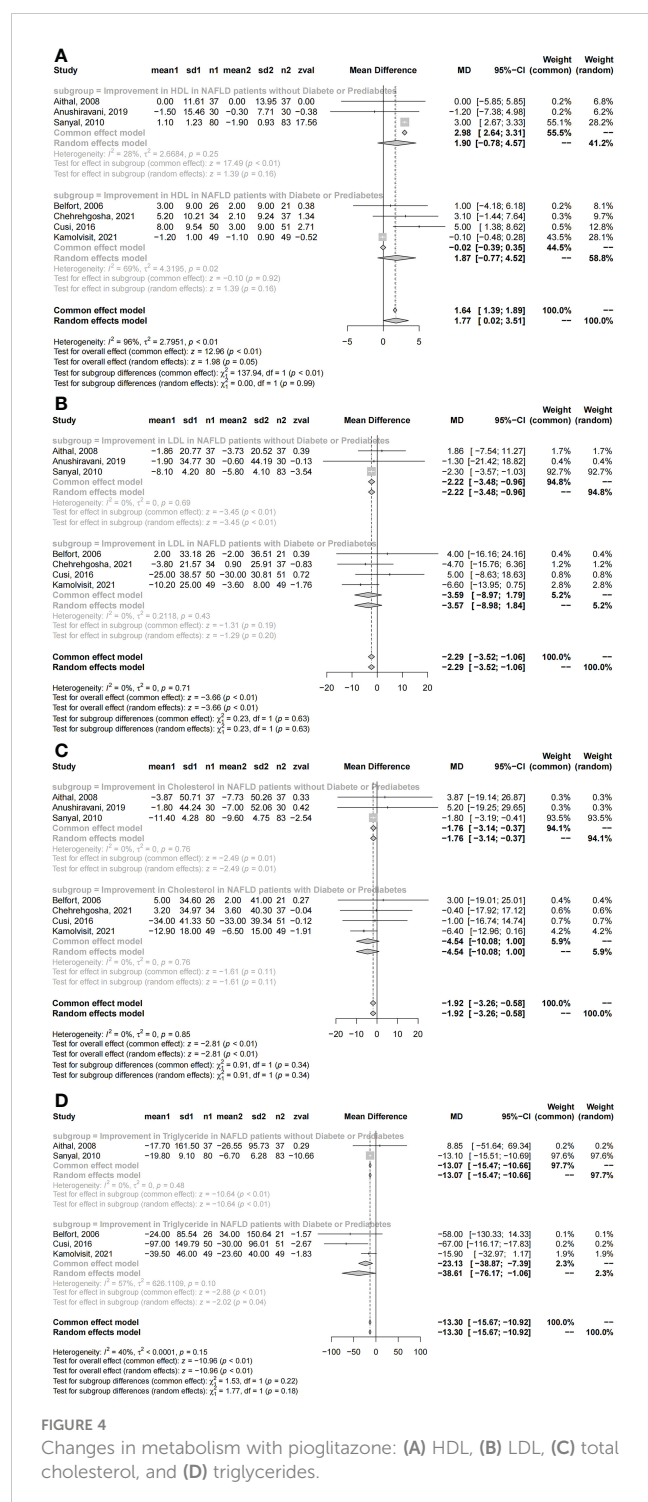 A
Weight Weight
Study mean1 sd1 n1 mean2 sd2 n2 zval Mean Difference MD 95%−CI (common) (random)
subgroup = Improvement in HDL in NAFLD patients without Diabete or Prediabetes
Aithal, 2008 0.00 11.61 37 0.00 13.95 37 0.00 0.00 [−5.85; 5.85] 0.2% 6.8%
Anushiravani, 2019 −1.50 15.46 30 −0.30 7.71 30 −0.38 −1.20 [−7.38; 4.98] 0.2% 6.2%
Sanyal, 2010 1.10 1.23 80 −1.90 0.93 83 17.56 3.00 [ 2.67; 3.33] 55.1% 28.2%
Common effect model 2.98 [ 2.64; 3.31] 55.5% −−
Random effects model 1.90 [−0.78; 4.57] −− 41.2%
Heterogeneity: I² = 28%, τ² = 2.6684, p = 0.25
Test for effect in subgroup (common effect): z = 17.49 (p < 0.01)
Test for effect in subgroup (random effects): z = 1.39 (p = 0.16)
subgroup = Improvement in HDL in NAFLD patients with Diabete or Prediabetes
Belfort, 2006 3.00 9.00 26 2.00 9.00 21 0.38 1.00 [−4.18; 6.18] 0.2% 8.1%
Chehrehgosha, 2021 5.20 10.21 34 2.10 9.24 37 1.34 3.10 [−1.44; 7.64] 0.3% 9.7%
Cusi, 2016 8.00 9.54 50 3.00 9.00 51 2.71 5.00 [ 1.38; 8.62] 0.5% 12.8%
Kamolvisit, 2021 −1.20 1.00 49 −1.10 0.90 49 −0.52 −0.10 [−0.48; 0.28] 43.5% 28.1%
Common effect model −0.02 [−0.39; 0.35] 44.5% −−
Random effects model 1.87 [−0.77; 4.52] −− 58.8%
Heterogeneity: I² = 69%, τ² = 4.3195, p = 0.02
Test for effect in subgroup (common effect): z = −0.10 (p = 0.92)
Test for effect in subgroup (random effects): z = 1.39 (p = 0.16)
Common effect model 1.64 [ 1.39; 1.89] 100.0% −−
Random effects model 1.77 [ 0.02; 3.51] −− 100.0%
−5 0 5
Heterogeneity: I² = 96%, τ² = 2.7951, p < 0.01
Test for overall effect (common effect): z = 12.96 (p < 0.01)
Test for overall effect (random effects): z = 1.98 (p = 0.05)
Test for subgroup differences (common effect): χ²₁ = 137.94, df = 1 (p < 0.01)
Test for subgroup differences (random effects): χ²₁ = 0.00, df = 1 (p = 0.99)
B
Weight Weight
Study mean1 sd1 n1 mean2 sd2 n2 zval Mean Difference MD 95%−CI (common) (random)
subgroup = Improvement in LDL in NAFLD patients without Diabete or Prediabetes
Aithal, 2008 −1.86 20.77 37 −3.73 20.52 37 0.39 1.86 [−7.54; 11.27] 1.7% 1.7%
Anushiravani, 2019 −1.90 34.77 30 −0.60 44.19 30 −0.13 −1.30 [−21.42; 18.82] 0.4% 0.4%
Sanyal, 2010 −8.10 4.20 80 −5.80 4.10 83 −3.54 −2.30 [−3.57; −1.03] 92.7% 92.7%
Common effect model −2.22 [−3.48; −0.96] 94.8% −−
Random effects model −2.22 [−3.48; −0.96] −− 94.8%
Heterogeneity: I² = 0%, τ² = 0, p = 0.69
Test for effect in subgroup (common effect): z = −3.45 (p < 0.01)
Test for effect in subgroup (random effects): z = −3.45 (p < 0.01)
subgroup = Improvement in LDL in NAFLD patients with Diabete or Prediabetes
Belfort, 2006 2.00 33.18 26 −2.00 36.51 21 0.39 4.00 [−16.16; 24.16] 0.4% 0.4%
Chehrehgosha, 2021 −3.80 21.57 34 0.90 25.91 37 −0.83 −4.70 [−15.76; 6.36] 1.2% 1.2%
Cusi, 2016 −25.00 38.57 50 −30.00 30.81 51 0.72 5.00 [−8.63; 18.63] 0.8% 0.8%
Kamolvisit, 2021 −10.20 25.00 49 −3.60 8.00 49 −1.76 −6.60 [−13.95; 0.75] 2.8% 2.8%
Common effect model −3.59 [−8.97; 1.79] 5.2% −−
Random effects model −3.57 [−8.98; 1.84] −− 5.2%
Heterogeneity: I² = 0%, τ² = 0.2118, p = 0.43
Test for effect in subgroup (common effect): z = −1.31 (p = 0.19)
Test for effect in subgroup (random effects): z = −1.29 (p = 0.20)
Common effect model −2.29 [−3.52; −1.06] 100.0% −−
Random effects model −2.29 [−3.52; −1.06] −− 100.0%
−20 −10 0 10 20
Heterogeneity: I² = 0%, τ² = 0, p = 0.71
Test for overall effect (common effect): z = −3.66 (p < 0.01)
Test for overall effect (random effects): z = −3.66 (p < 0.01)
Test for subgroup differences (common effect): χ²₁ = 0.23, df = 1 (p = 0.63)
Test for subgroup differences (random effects): χ²₁ = 0.23, df = 1 (p = 0.63)
C
Weight Weight
Study mean1 sd1 n1 mean2 sd2 n2 zval Mean Difference MD 95%−CI (common) (random)
subgroup = Improvement in Cholesterol in NAFLD patients without Diabete or Prediabetes
Aithal, 2008 −3.87 50.71 37 −7.73 50.26 37 0.33 3.87 [−19.14; 26.87] 0.3% 0.3%
Anushiravani, 2019 −1.80 44.24 30 −7.00 52.06 30 0.42 5.20 [−19.25; 29.65] 0.3% 0.3%
Sanyal, 2010 −11.40 4.28 80 −9.60 4.75 83 −2.54 −1.80 [−3.19; −0.41] 93.5% 93.5%
Common effect model −1.76 [−3.14; −0.37] 94.1% −−
Random effects model −1.76 [−3.14; −0.37] −− 94.1%
Heterogeneity: I² = 0%, τ² = 0, p = 0.76
Test for effect in subgroup (common effect): z = −2.49 (p = 0.01)
Test for effect in subgroup (random effects): z = −2.49 (p = 0.01)
subgroup = Improvement in Cholesterol in NAFLD patients with Diabete or Prediabetes
Belfort, 2006 5.00 34.60 26 2.00 41.00 21 0.27 3.00 [−19.01; 25.01] 0.4% 0.4%
Chehrehgosha, 2021 3.20 34.97 34 3.60 40.30 37 −0.04 −0.40 [−17.92; 17.12] 0.6% 0.6%
Cusi, 2016 −34.00 41.33 50 −33.00 39.34 51 −0.12 −1.00 [−16.74; 14.74] 0.7% 0.7%
Kamolvisit, 2021 −12.90 18.00 49 −6.50 15.00 49 −1.91 −6.40 [−12.96; 0.16] 4.2% 4.2%
Common effect model −4.54 [−10.08; 1.00] 5.9% −−
Random effects model −4.54 [−10.08; 1.00] −− 5.9%
Heterogeneity: I² = 0%, τ² = 0, p = 0.76
Test for effect in subgroup (common effect): z = −1.61 (p = 0.11)
Test for effect in subgroup (random effects): z = −1.61 (p = 0.11)
Common effect model −1.92 [−3.26; −0.58] 100.0% −−
Random effects model −1.92 [−3.26; −0.58] −− 100.0%
−20 −10 0 10 20
Heterogeneity: I² = 0%, τ² = 0, p = 0.85
Test for overall effect (common effect): z = −2.81 (p < 0.01)
Test for overall effect (random effects): z = −2.81 (p < 0.01)
Test for subgroup differences (common effect): χ²₁ = 0.91, df = 1 (p = 0.34)
Test for subgroup differences (random effects): χ²₁ = 0.91, df = 1 (p = 0.34)
D
Weight Weight
Study mean1 sd1 n1 mean2 sd2 n2 zval Mean Difference MD 95%−CI (common) (random)
subgroup = Improvement in Triglyceride in NAFLD patients without Diabete or Prediabetes
Aithal, 2008 −17.70 161.50 37 −26.55 95.73 37 0.29 8.85 [−51.64; 69.34] 0.2% 0.2%
Sanyal, 2010 −19.80 9.10 80 −6.70 6.28 83 −10.66 −13.10 [−15.51; −10.69] 97.6% 97.6%
Common effect model −13.07 [−15.47; −10.66] 97.7% −−
Random effects model −13.07 [−15.47; −10.66] −− 97.7%
Heterogeneity: I² = 0%, τ² = 0, p = 0.48
Test for effect in subgroup (common effect): z = −10.64 (p < 0.01)
Test for effect in subgroup (random effects): z = −10.64 (p < 0.01)
subgroup = Improvement in Triglyceride in NAFLD patients with Diabete or Prediabetes
Belfort, 2006 −24.00 85.54 26 34.00 150.64 21 −1.57 −58.00 [−130.33; 14.33] 0.1% 0.1%
Cusi, 2016 −97.00 149.79 50 −30.00 96.01 51 −2.67 −67.00 [−116.17; −17.83] 0.2% 0.2%
Kamolvisit, 2021 −39.50 46.00 49 −23.60 40.00 49 −1.83 −15.90 [−32.97; 1.17] 1.9% 1.9%
Common effect model −23.13 [−38.87; −7.39] 2.3% −−
Random effects model −38.61 [−76.17; −1.06] −− 2.3%
Heterogeneity: I² = 57%, τ² = 626.1109, p = 0.10
Test for effect in subgroup (common effect): z = −2.88 (p < 0.01)
Test for effect in subgroup (random effects): z = −2.02 (p = 0.04)
Common effect model −13.30 [−15.67; −10.92] 100.0% −−
Random effects model −13.30 [−15.67; −10.92] −− 100.0%
−100 −50 0 50 100
Heterogeneity: I² = 40%, τ² < 0.0001, p = 0.15
Test for overall effect (common effect): z = −10.96 (p < 0.01)
Test for overall effect (random effects): z = −10.96 (p < 0.01)
Test for subgroup differences (common effect): χ²₁ = 1.53, df = 1 (p = 0.22)
Test for subgroup differences (random effects): χ²₁ = 1.77, df = 1 (p = 0.18)
FIGURE 4
Changes in metabolism with pioglitazone: (A) HDL, (B) LDL, (C) total
cholesterol, and (D) triglycerides.